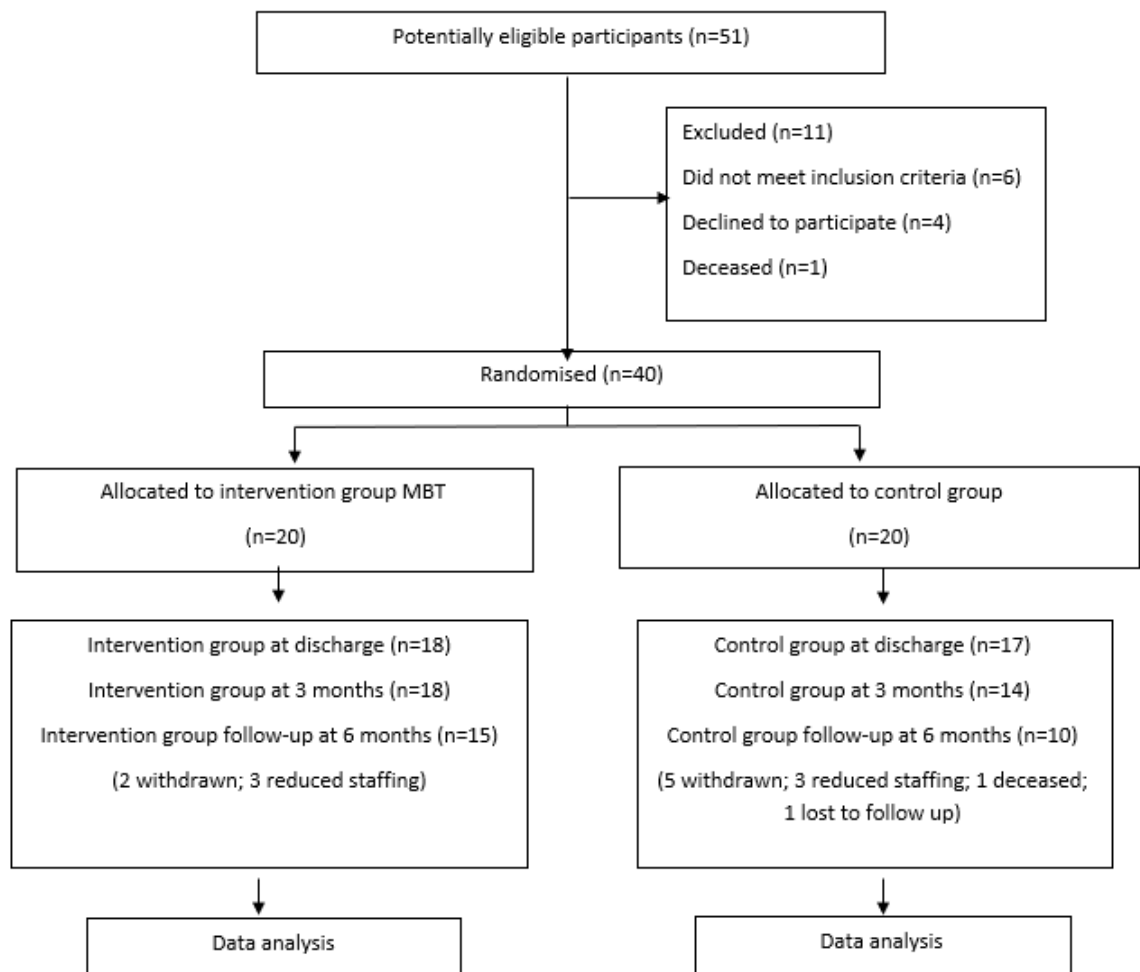 Potentially eligible participants (n=51)
Excluded (n=11)
Did not meet inclusion criteria (n=6)
Declined to participate (n=4)
Deceased (n=1)
Randomised (n=40)
Allocated to intervention group MBT
(n=20)
Allocated to control group
(n=20)
Intervention group at discharge (n=18)
Intervention group at 3 months (n=18)
Intervention group follow-up at 6 months (n=15)
(2 withdrawn; 3 reduced staffing)
Control group at discharge (n=17)
Control group at 3 months (n=14)
Control group follow-up at 6 months (n=10)
(5 withdrawn; 3 reduced staffing; 1 deceased;
1 lost to follow up)
Data analysis
Data analysis